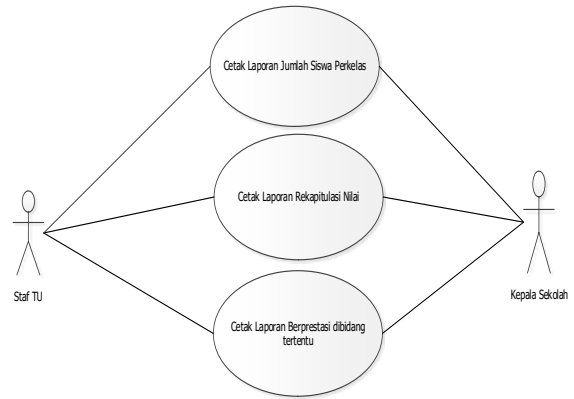 Cetak Laporan Jumlah Siswa Perkelas
Cetak Laporan Rekapitulasi Nilai
Staf TU
Kepala Sekolah
Cetak Laporan Berprestasi dibidang
tertentu